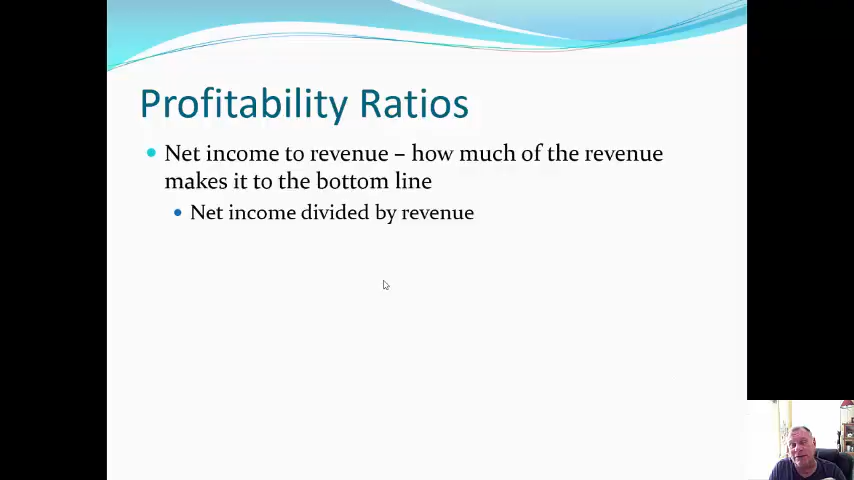 Profitability Ratios
• Net income to revenue – how much of the revenue
makes it to the bottom line
• Net income divided by revenue